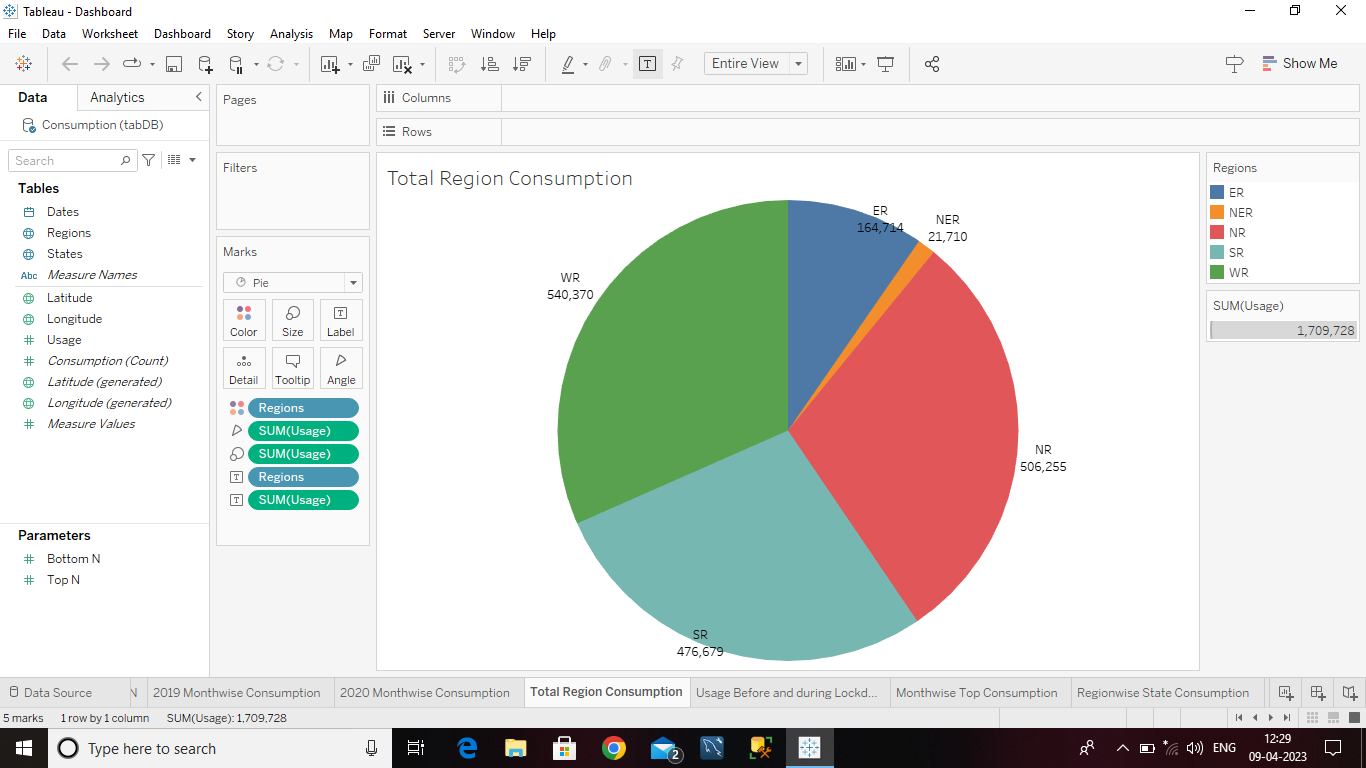 Tableau - Dashboard
File Data Worksheet Dashboard Story Analysis Map Format Server Window Help
Entire View
Show Me
Data Analytics
Consumption (tabDB)
Search
Tables
Dates
Regions
States
Abc Measure Names
Latitude
Longitude
Usage
Consumption (Count)
Latitude (generated)
Longitude (generated)
Measure Values
Parameters
Bottom N
Top N
Pages
Filters
Marks
Pie
Color Size Label
Detail Tooltip Angle
Regions
SUM(Usage)
SUM(Usage)
Regions
SUM(Usage)
Columns
Rows
Total Region Consumption
ER
164,714
NER
21,710
WR
540,370
NR
506,255
SR
476,679
Regions
ER
NER
NR
SR
WR
SUM(Usage)
1,709,728
Data Source N 2019 Monthwise Consumption 2020 Monthwise Consumption Total Region Consumption Usage Before and during Lockd... Monthwise Top Consumption Regionwise State Consumption
5 marks 1 row by 1 column SUM(Usage): 1,709,728
Type here to search
2
ENG
12:29
09-04-2023